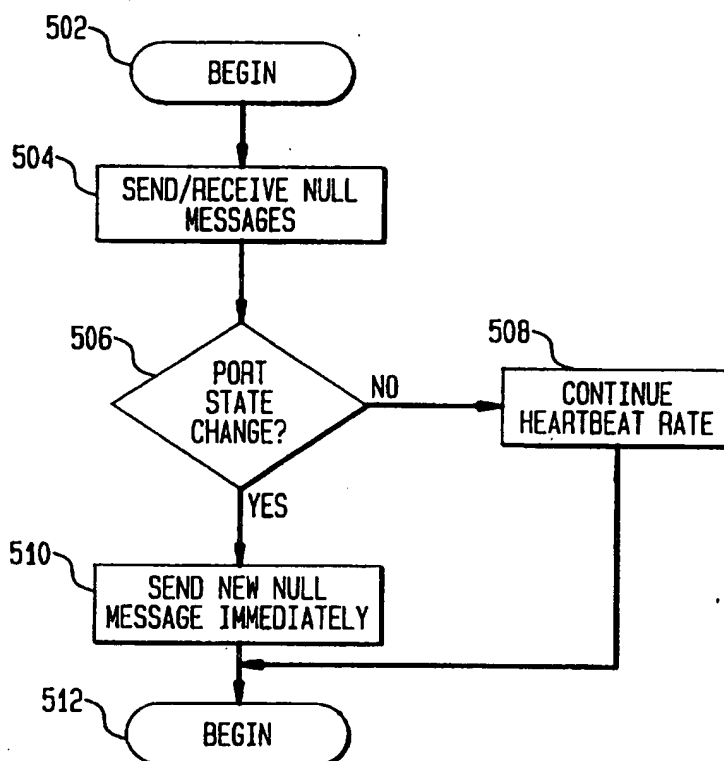 502
BEGIN
504
SEND/RECEIVE NULL
MESSAGES
506
PORT
STATE
CHANGE?
NO
508
CONTINUE
HEARTBEAT RATE
YES
510
SEND NEW NULL
MESSAGE IMMEDIATELY
512
BEGIN